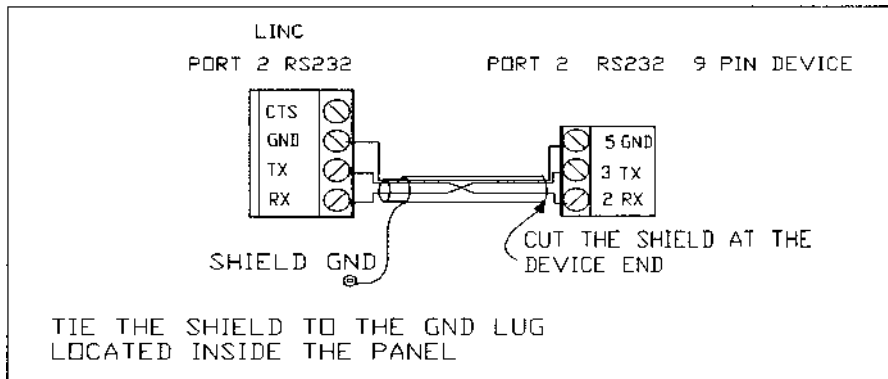 LINC
PORT 2 RS232
PORT 2 RS232 9 PIN DEVICE
CTS
GND
TX
RX
5 GND
3 TX
2 RX
SHIELD GND
CUT THE SHIELD AT THE
DEVICE END
TIE THE SHIELD TO THE GND LUG
LOCATED INSIDE THE PANEL